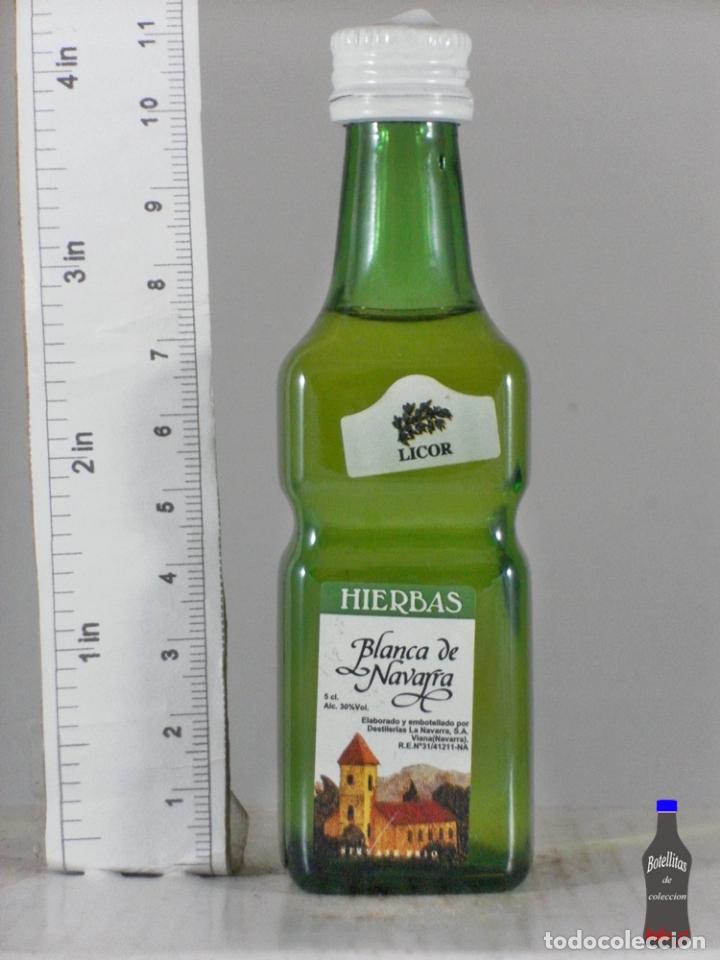 4 in
3 in
2 in
1 in
11
10
9
8
7
6
5
4
3
2
1
LICOR
HIERBAS
Blanca de
Navarra
5 cl.
Alc. 30%Vol.
Elaborado y embotellado por
Destilerías La Navarra, S.A.
Viana(Navarra).
R.E.Nº31/41211-NA
SIRVASE FRIO
Botellitas
de
coleccion
todocoleccion